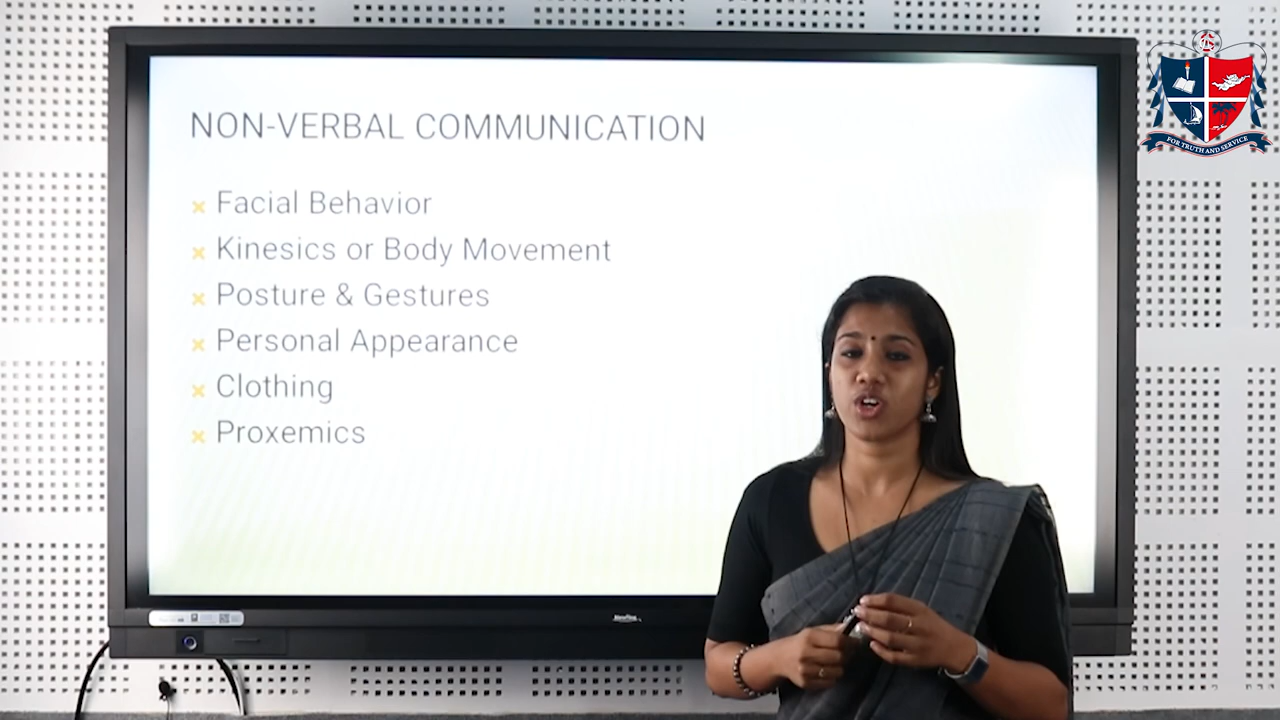 NON-VERBAL COMMUNICATION
× Facial Behavior
× Kinesics or Body Movement
× Posture & Gestures
× Personal Appearance
× Clothing
× Proxemics
FOR TRUTH AND SERVICE